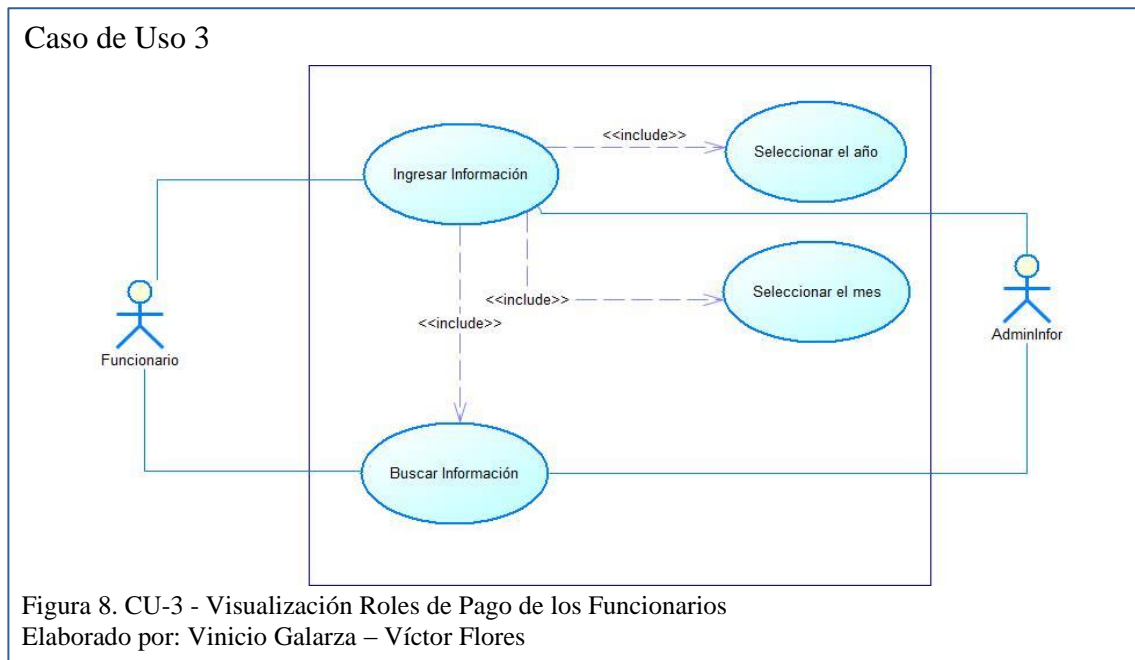 Caso de Uso 3
<<include>>
Seleccionar el año
Ingresar Información
<<include>>
Seleccionar el mes
<<include>>
Funcionario
AdminInfor
Buscar Información
Figura 8. CU-3 - Visualización Roles de Pago de los Funcionarios
Elaborado por: Vinicio Galarza – Víctor Flores